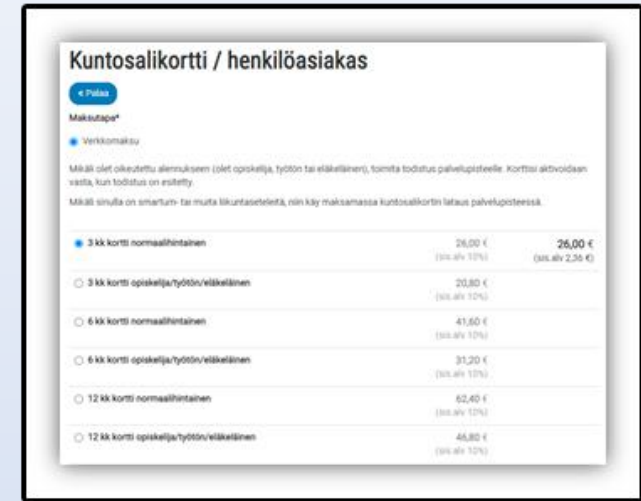 Kuntosalikortti / henkilöasiakas
« Palaa
Maksutapa*
Verkkomaksu
Mikäli olet oikeutettu alennukseen (olet opiskelija, työtön tai eläkeläinen), toimita todistus palvelupisteelle. Korttisi aktivoidaan
vasta, kun todistus on esitetty.
Mikäli sinulla on smartum- tai muita liikuntaseteleitä, niin käy maksamassa kuntosalikortin lataus palvelupisteessä.
3 kk kortti normaalihintainen 26,00 € 26,00 €
(sis.alv 10%) (sis.alv 2,36 €)
3 kk kortti opiskelija/työtön/eläkeläinen 20,80 €
(sis.alv 10%)
6 kk kortti normaalihintainen 41,60 €
(sis.alv 10%)
6 kk kortti opiskelija/työtön/eläkeläinen 31,20 €
(sis.alv 10%)
12 kk kortti normaalihintainen 62,40 €
(sis.alv 10%)
12 kk kortti opiskelija/työtön/eläkeläinen 46,80 €
(sis.alv 10%)